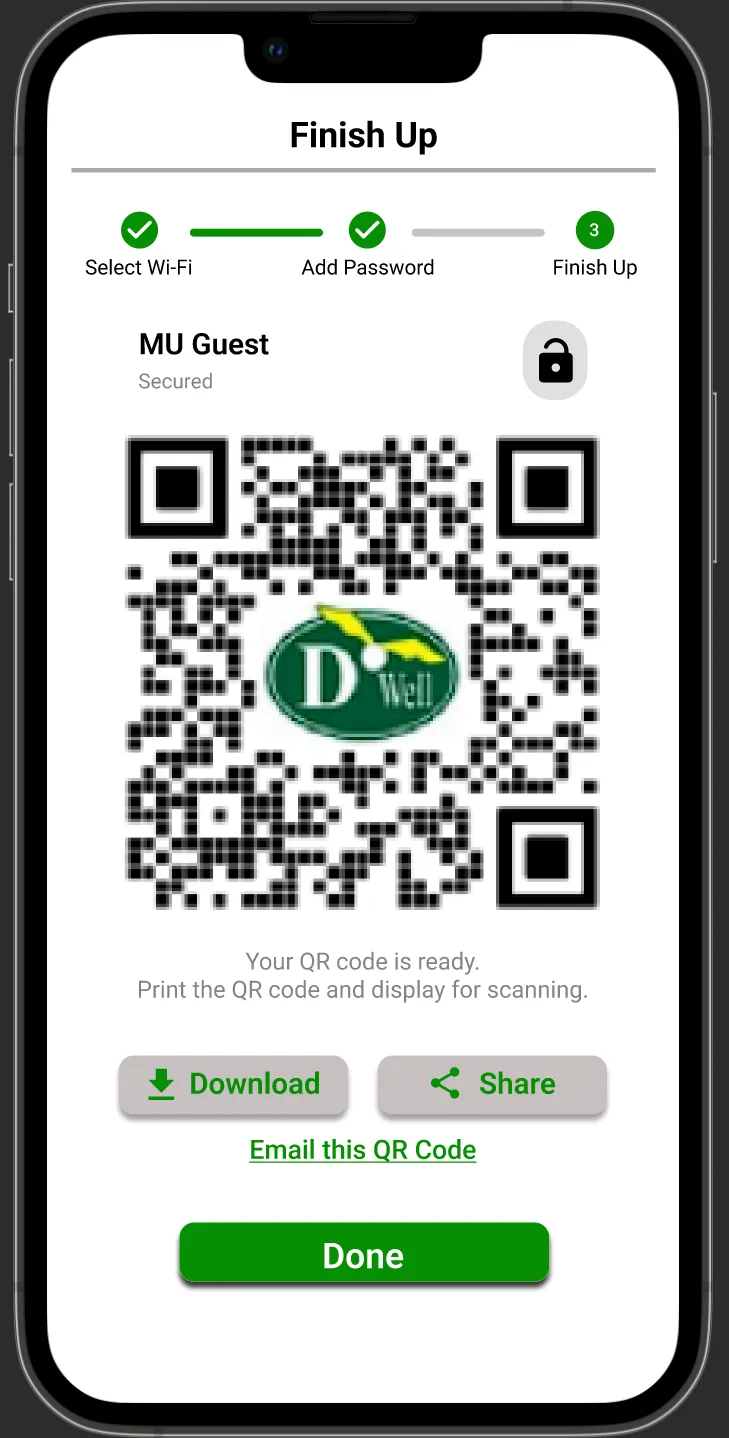 Finish Up
3
Select Wi-Fi
Add Password
Finish Up
MU Guest
Secured
D Well
Your QR code is ready.
Print the QR code and display for scanning.
Download
Share
Email this QR Code
Done